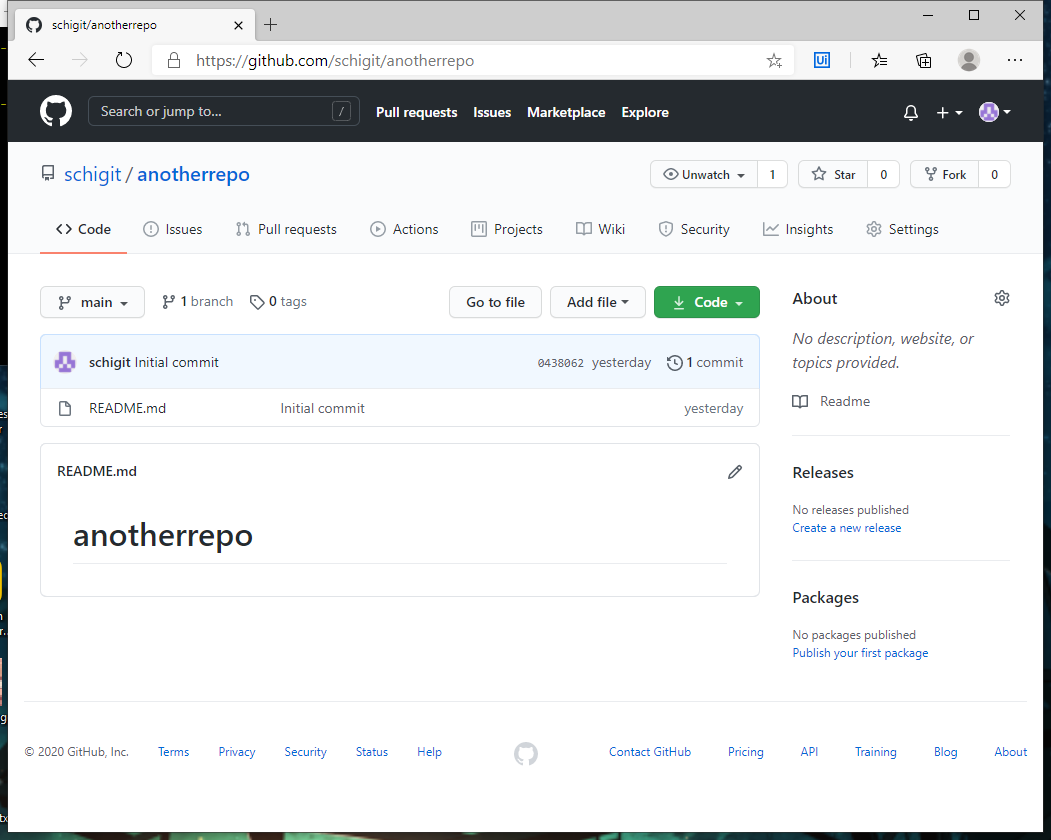 schigit/anotherrepo
https://github.com/schigit/anotherrepo
Ui
Search or jump to... /
Pull requests Issues Marketplace Explore
schigit / anotherrepo
Unwatch 1 Star 0 Fork 0
Code Issues Pull requests Actions Projects Wiki Security Insights Settings
main 1 branch 0 tags Go to file Add file Code
schigit Initial commit 0438062 yesterday 1 commit
README.md Initial commit yesterday
README.md
anotherrepo
About
No description, website, or
topics provided.
Readme
Releases
No releases published
Create a new release
Packages
No packages published
Publish your first package
© 2020 GitHub, Inc. Terms Privacy Security Status Help Contact GitHub Pricing API Training Blog About